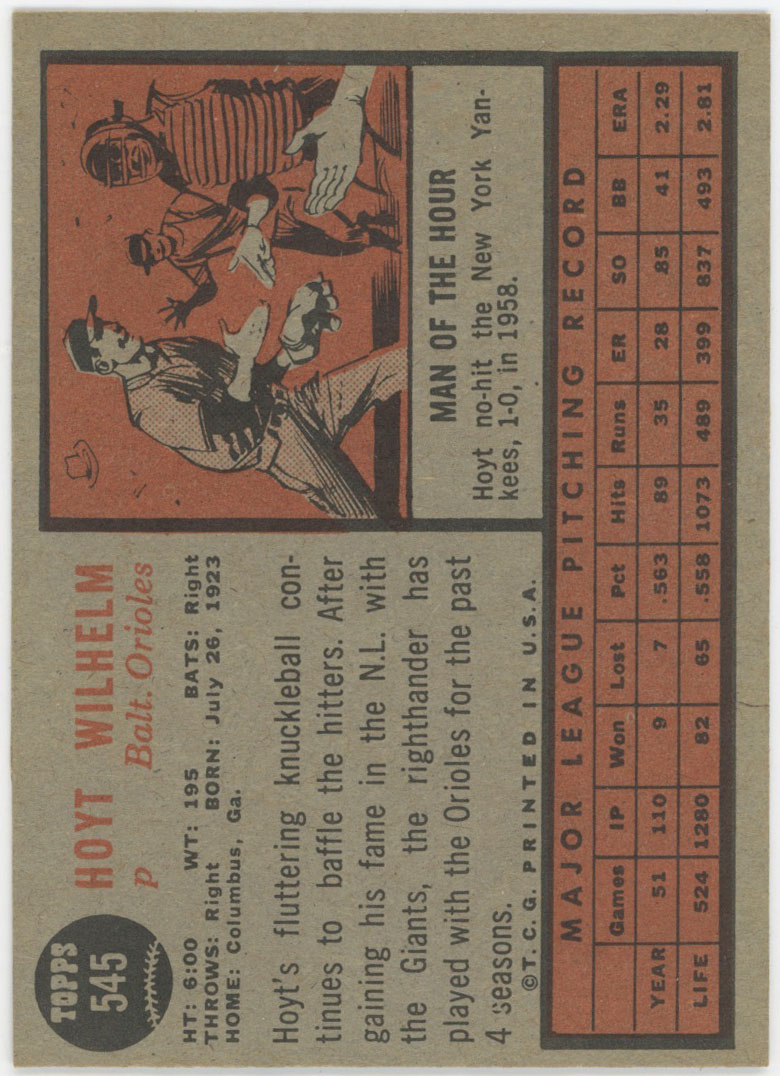 TOPPS
545
HOYT WILHELM
P Balt. Orioles
HT: 6:00 WT: 195 BATS: Right
THROWS: Right BORN: July 26, 1923
HOME: Columbus, Ga.
Hoyt's fluttering knuckleball con-
tinues to baffle the hitters. After
gaining his fame in the N.L. with
the Giants, the righthander has
played with the Orioles for the past
4 seasons.
©T.C.G. PRINTED IN U.S.A.
MAN OF THE HOUR
Hoyt no-hit the New York Yan-
kees, 1-0, in 1958.
MAJOR LEAGUE PITCHING RECORD
Games IP Won Lost Pct Hits Runs ER SO BB ERA
YEAR 51 110 9 7 .563 89 35 28 85 41 2.29
LIFE 524 1280 82 65 .558 1073 489 399 837 493 2.81